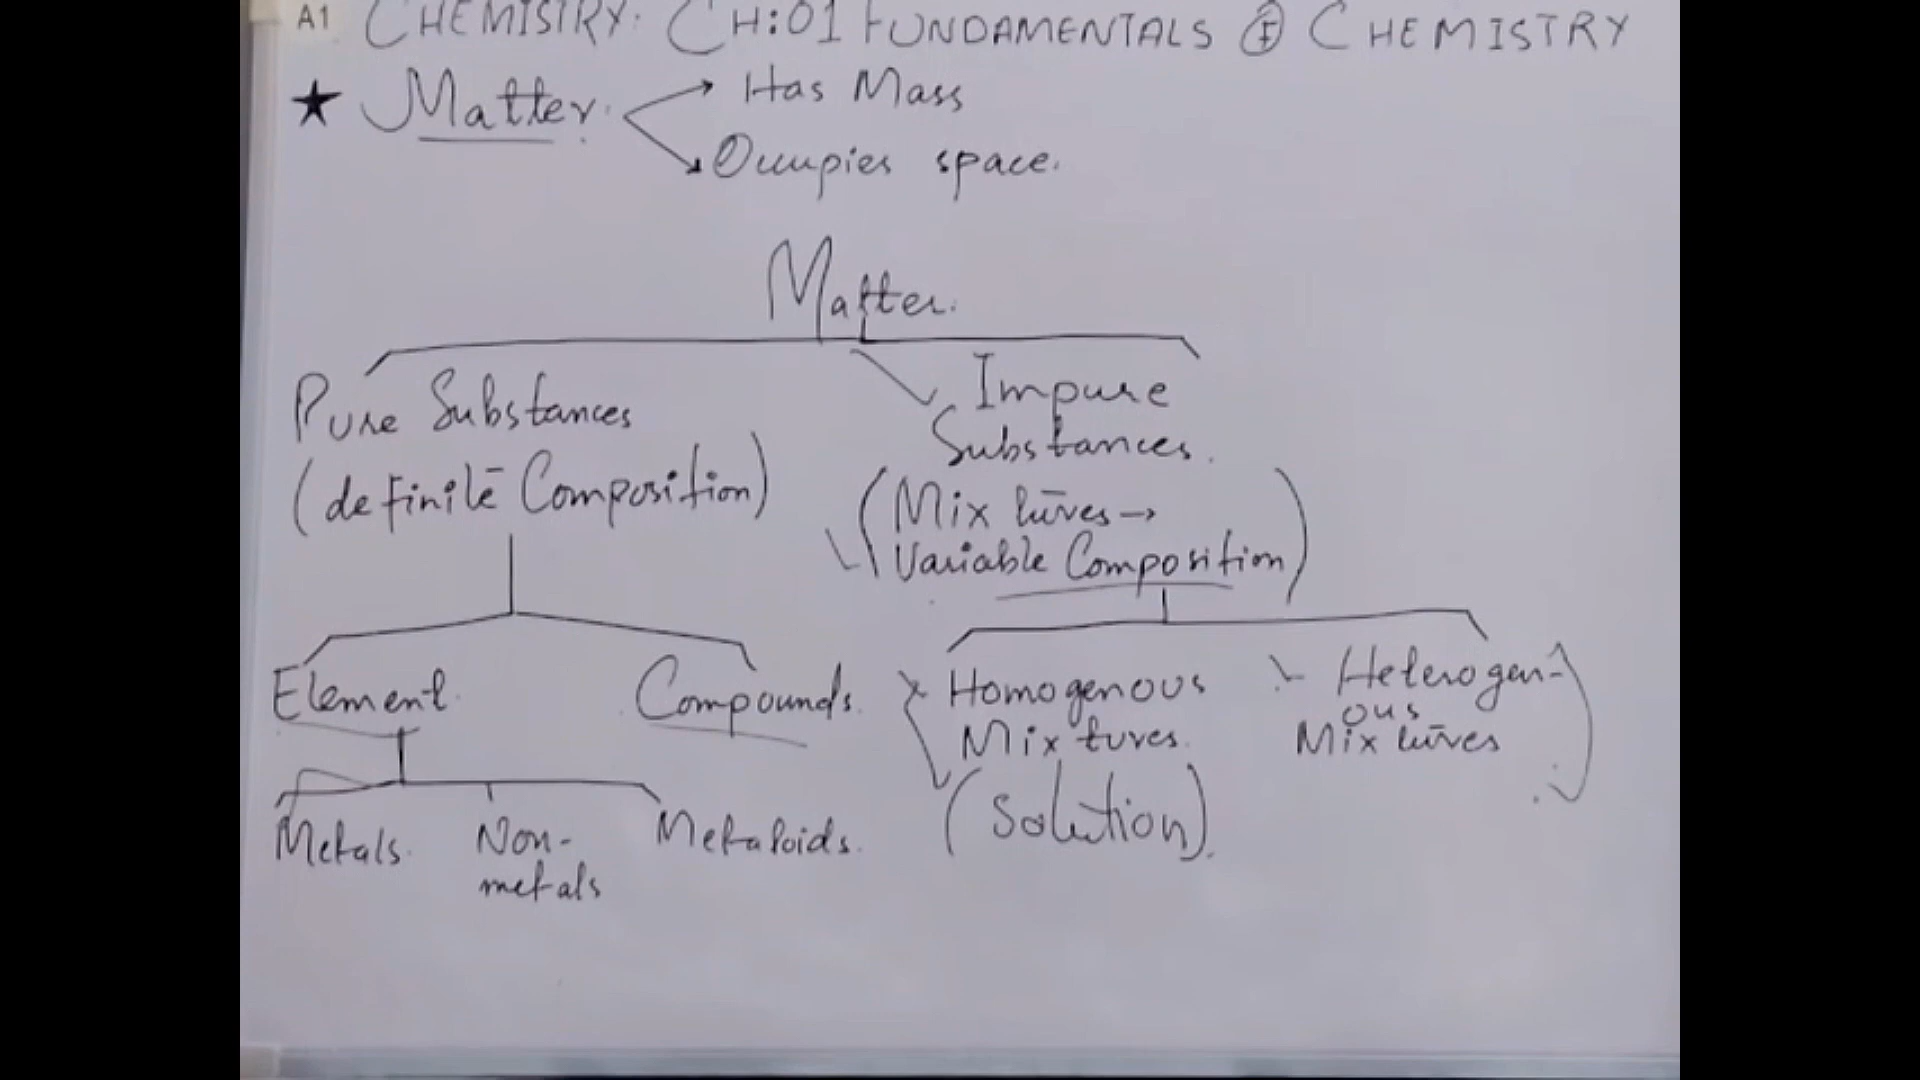 A1 CHEMISTRY: CH:01 FUNDAMENTALS OF CHEMISTRY
★ Matter. → Has Mass
→ Occupies space.
Matter.
Pure Substances
(definite Composition)
Impure
Substances.
(Mixtures →
Variable Composition)
Element.
Compounds.
Homogenous
Mixtures.
(Solution).
Heterogen-
ous
Mixtures
Metals.
Non-
metals
Metaloids.